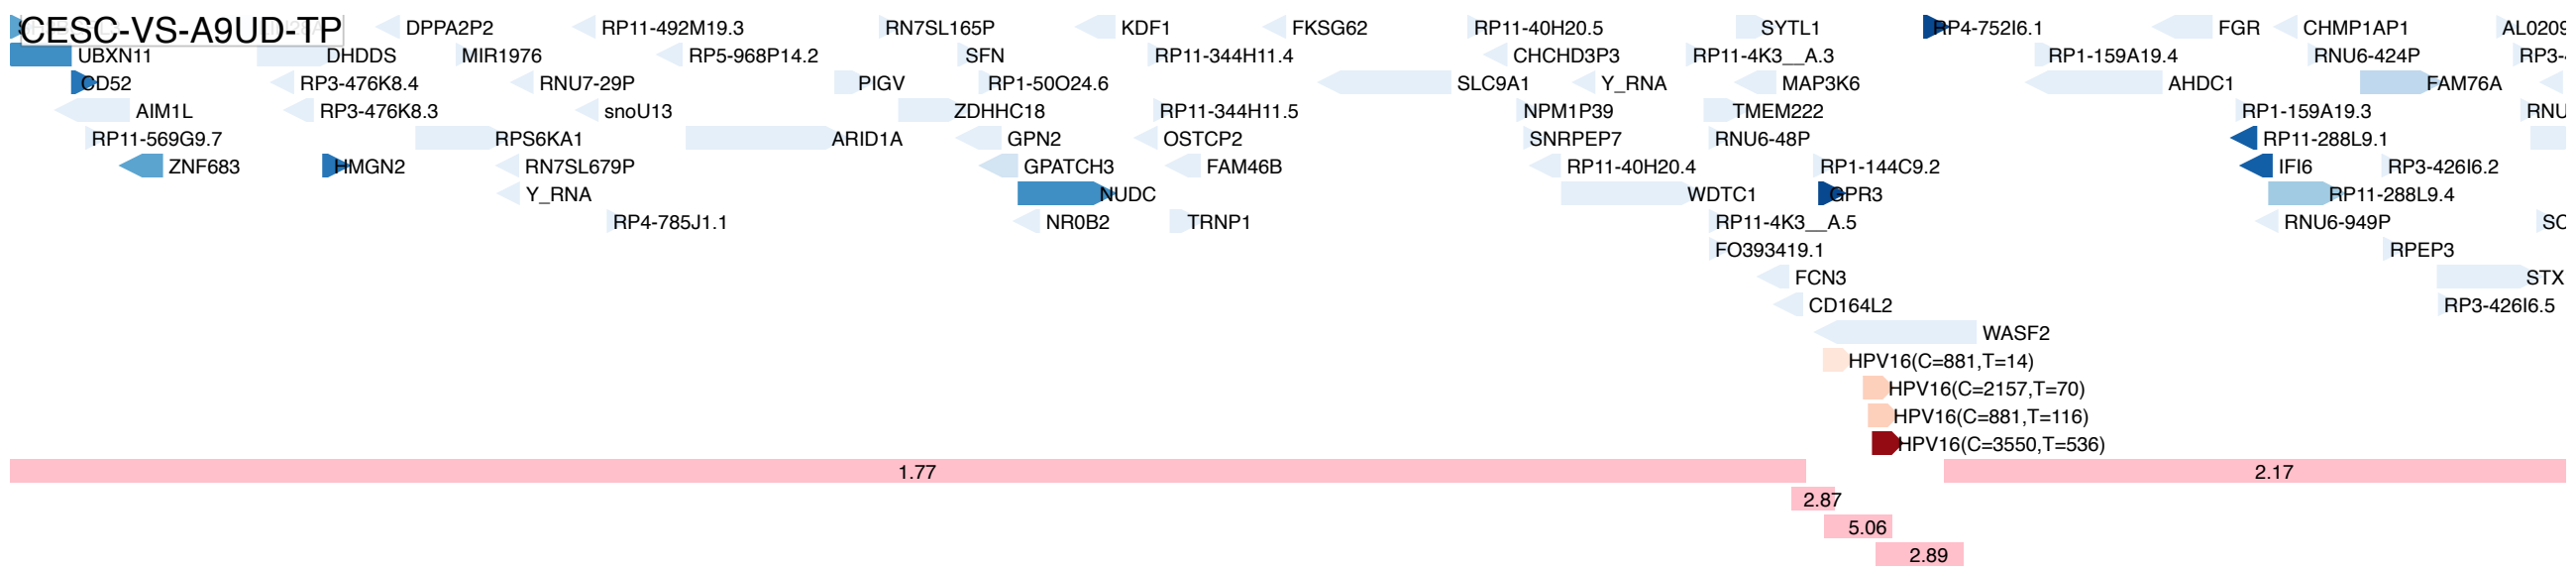 CESC-VS-A9UD-TP
DPPA2P2 RP11-492M19.3 RN7SL165P KDF1 FKSG62 RP11-40H20.5 SYTL1 RP4-752I6.1 FGR CHMP1AP1 AL0209
UBXN11 DHDDS MIR1976 RP5-968P14.2 SFN RP11-344H11.4 CHCHD3P3 RP11-4K3__A.3 RP1-159A19.4 RNU6-424P RP3-
CD52 RP3-476K8.4 RNU7-29P PIGV RP1-50O24.6 SLC9A1 Y_RNA MAP3K6 AHDC1 FAM76A
AIM1L RP3-476K8.3 snoU13 ZDHHC18 RP11-344H11.5 NPM1P39 TMEM222 RP1-159A19.3 RNU
RP11-569G9.7 RPS6KA1 ARID1A GPN2 OSTCP2 SNRPEP7 RNU6-48P RP11-288L9.1
ZNF683 HMGN2 RN7SL679P GPATCH3 FAM46B RP11-40H20.4 RP1-144C9.2 IFI6 RP3-426I6.2
Y_RNA NUDC WDTC1 GPR3 RP11-288L9.4
RP4-785J1.1 NR0B2 TRNP1 RP11-4K3__A.5 RNU6-949P SC
FO393419.1 RPEP3
FCN3 STX
CD164L2 RP3-426I6.5
WASF2
HPV16(C=881,T=14)
HPV16(C=2157,T=70)
HPV16(C=881,T=116)
HPV16(C=3550,T=536)
1.77 2.17
2.87
5.06
2.89